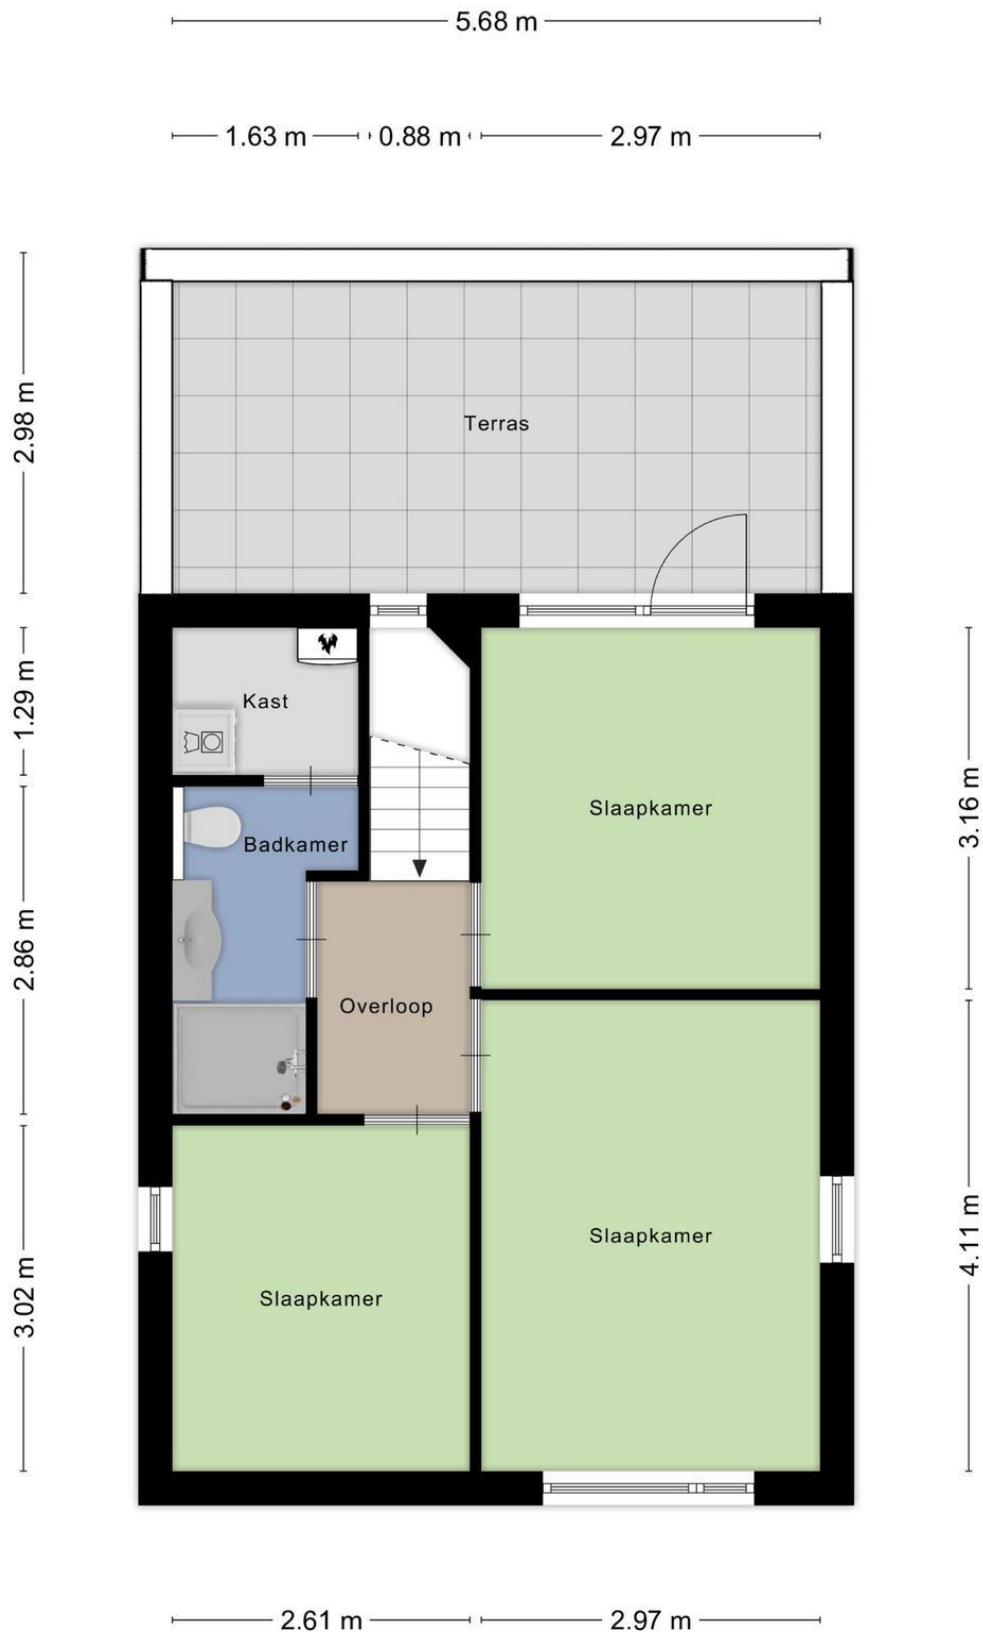 5.68 m
1.63 m
0.88 m
2.97 m
2.98 m
Terras
1.29 m
Kast
3.16 m
Slaapkamer
Badkamer
2.86 m
Overloop
4.11 m
Slaapkamer
3.02 m
Slaapkamer
2.61 m
2.97 m